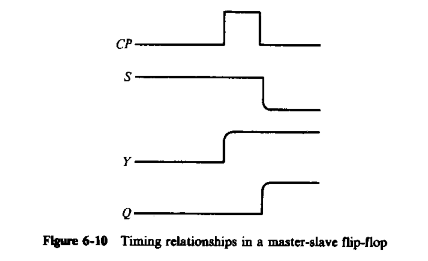 CP
S
Y
Q
Figure 6-10 Timing relationships in a master-slave flip-flop